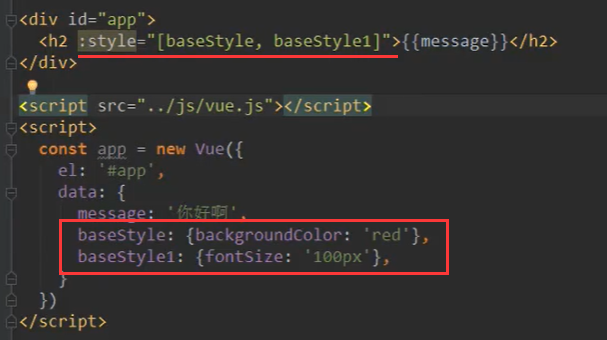 <div id="app">
<h2 :style="[baseStyle, baseStyle1]">{{message}}</h2>
</div>
<script src="../js/vue.js"></script>
<script>
const app = new Vue({
el: '#app',
data: {
message: '你好啊',
baseStyle: {backgroundColor: 'red'},
baseStyle1: {fontSize: '100px'},
}
})
</script>